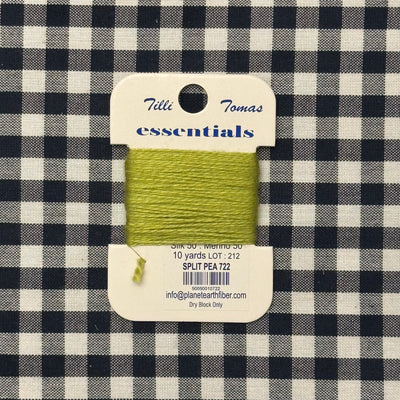 Tilli Tomas
essentials
Silk 50 : Merino 50
10 yards LOT : 212
SPLIT PEA 722
50000010722
info@planetearthfiber.com
Dry Block Only